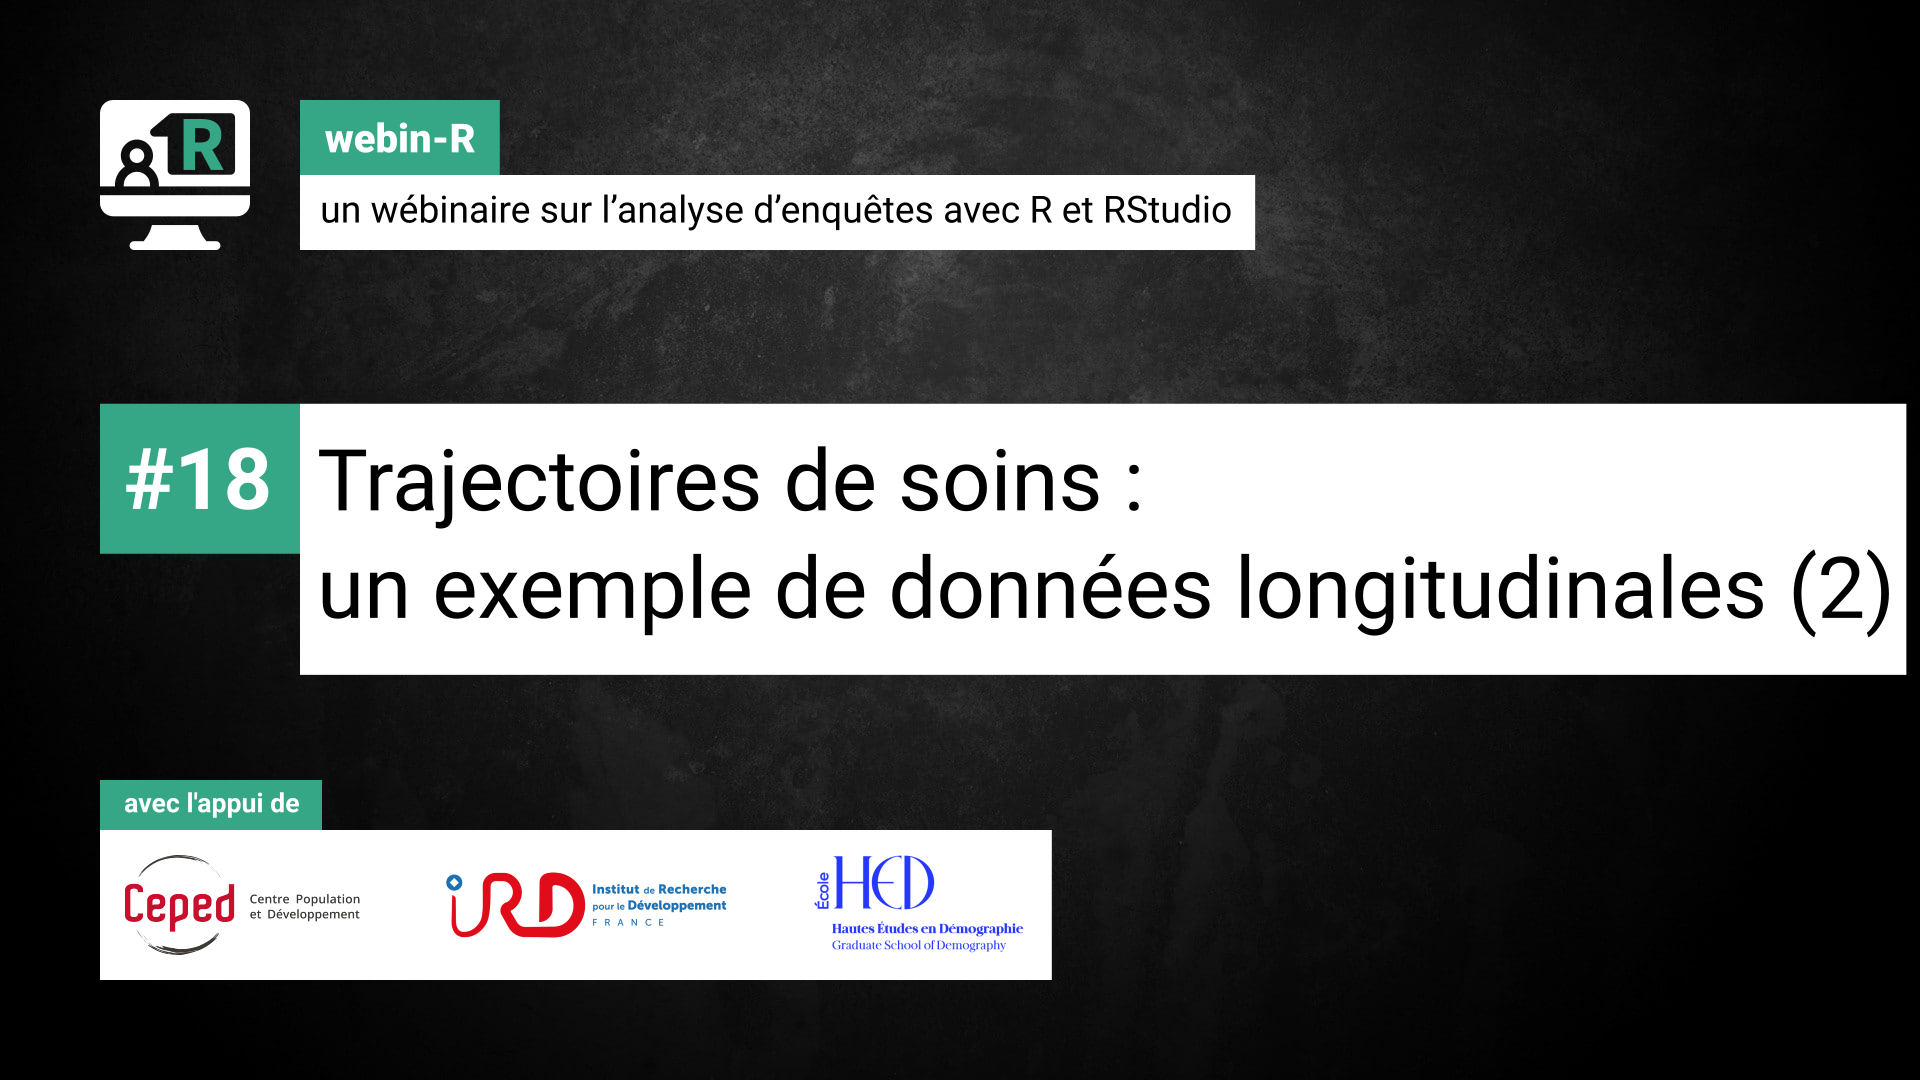 R
webin-R
un wébinaire sur l’analyse d’enquêtes avec R et RStudio
#18
Trajectoires de soins :
un exemple de données longitudinales (2)
avec l'appui de
Ceped
Centre Population
et Développement
iRD
Institut de Recherche
pour le Développement
FRANCE
École
HED
Hautes Études en Démographie
Graduate School of Demography